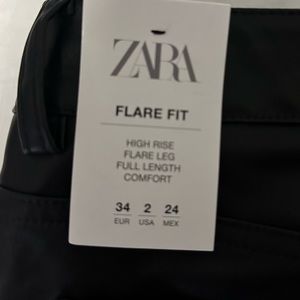 ZARA
FLARE FIT
HIGH RISE
FLARE LEG
FULL LENGTH
COMFORT
34 2 24
EUR USA MEX